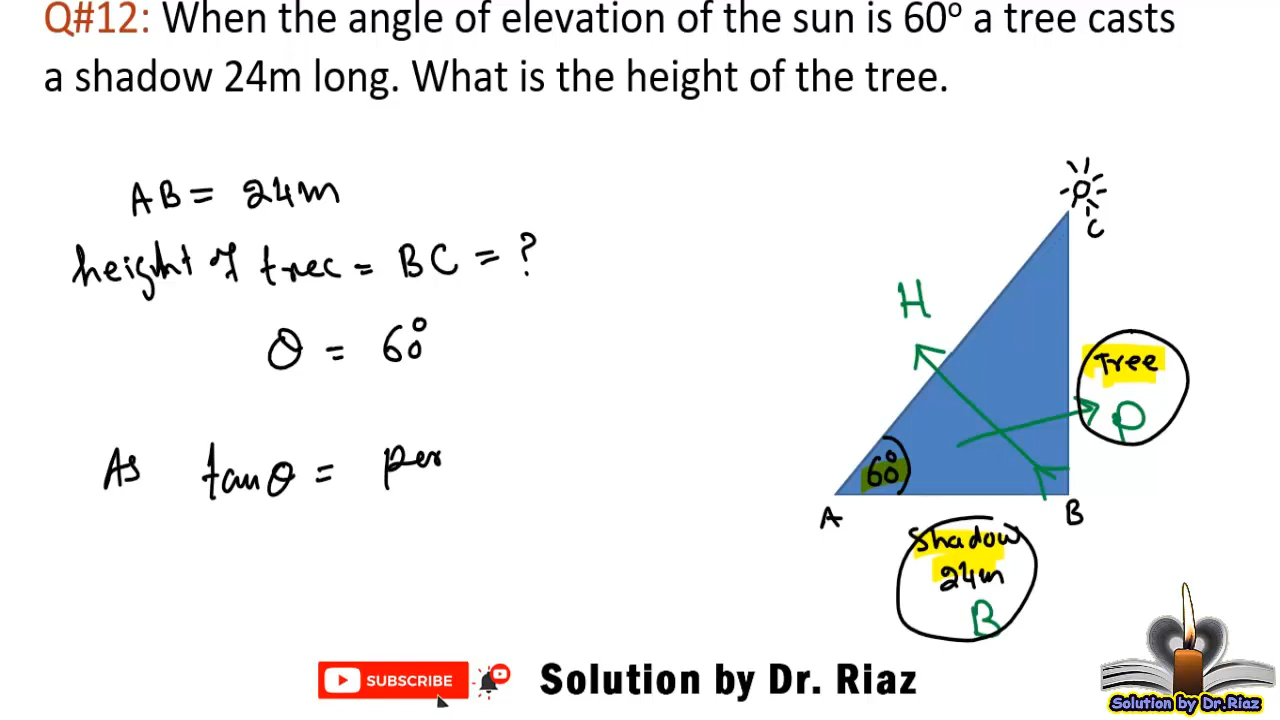 Q#12: When the angle of elevation of the sun is 60° a tree casts
a shadow 24m long. What is the height of the tree.
AB = 24m
height of tree = BC = ?
θ = 60°
As tanθ = per
C
H
Tree
P
60°
A
B
Shadow
24m
B
SUBSCRIBE
Solution by Dr. Riaz
Solution by Dr.Riaz